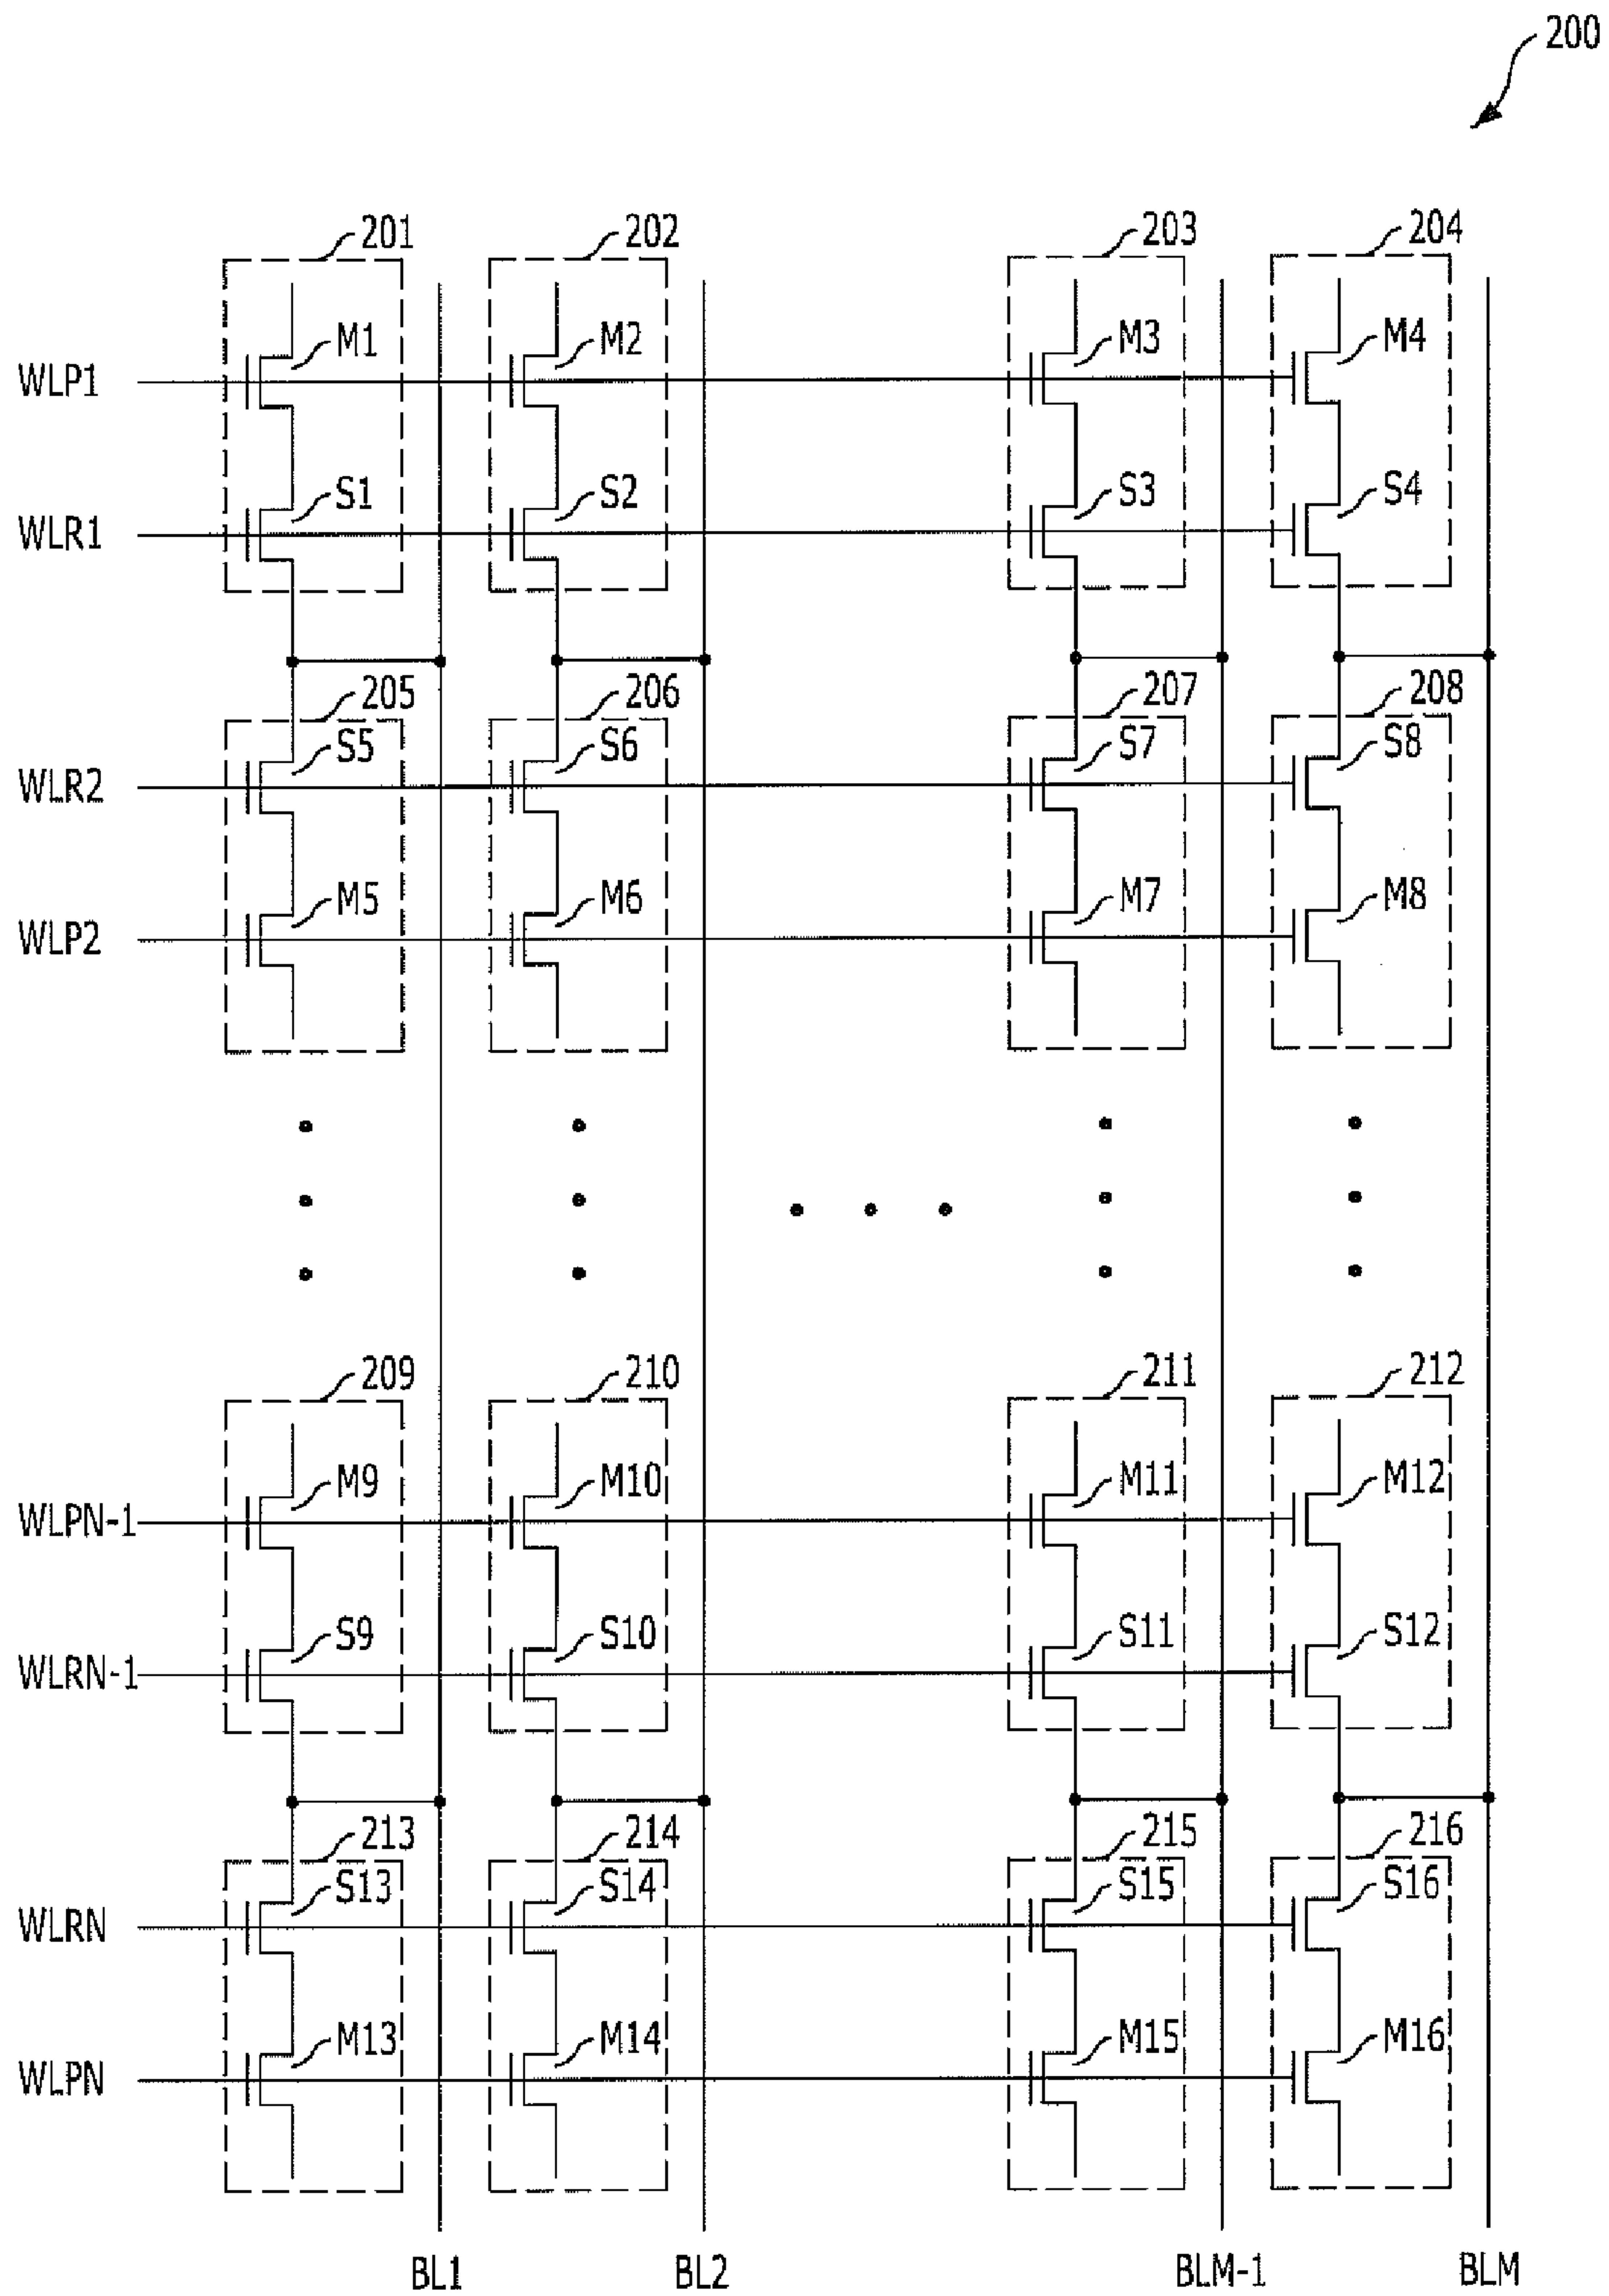 200
201 202 203 204
M1 M2 M3 M4
WLP1
S1 S2 S3 S4
WLR1
205 206 207 208
S5 S6 S7 S8
WLR2
M5 M6 M7 M8
WLP2
209 210 211 212
M9 M10 M11 M12
WLPN-1
S9 S10 S11 S12
WLRN-1
213 214 215 216
S13 S14 S15 S16
WLRN
M13 M14 M15 M16
WLPN
BL1 BL2 BLM-1 BLM